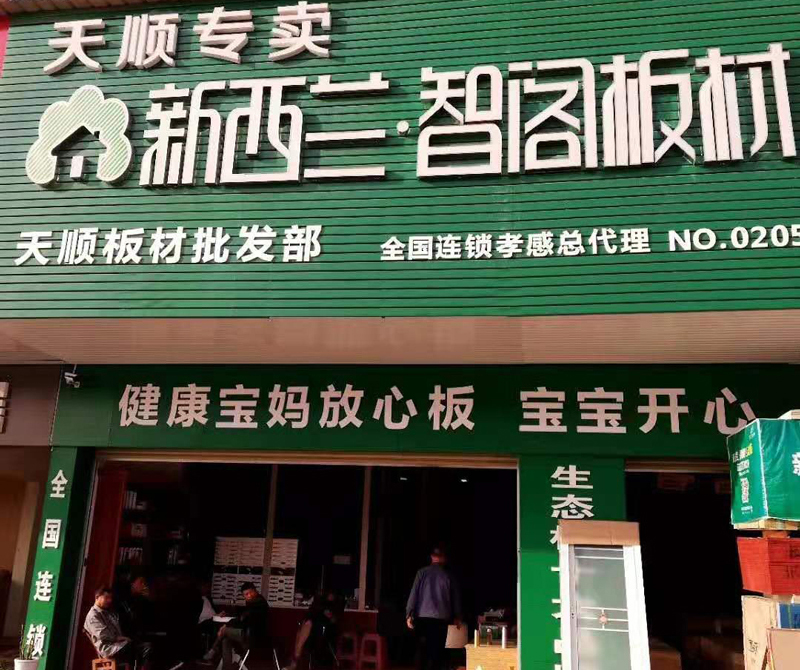 天顺专卖
新西兰·智阁板材
天顺板材批发部
全国连锁孝感总代理 NO.0205
健康宝妈放心板 宝宝开心
全国连锁
生态板